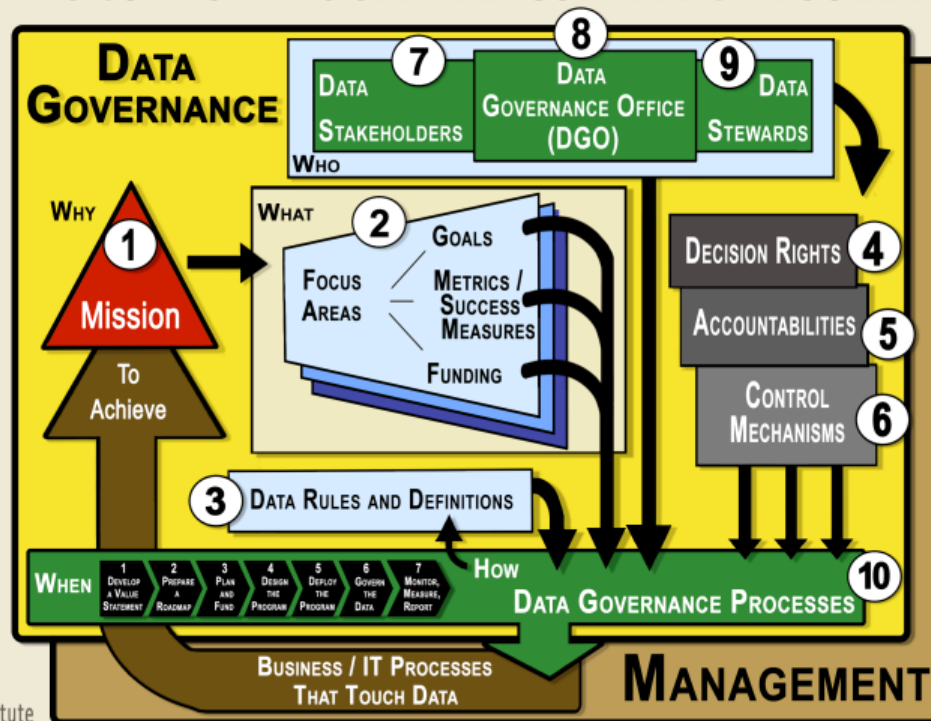 DATA
GOVERNANCE
7
8
9
DATA
STAKEHOLDERS
DATA
GOVERNANCE OFFICE
(DGO)
DATA
STEWARDS
WHO
WHY
1
Mission
To
Achieve
WHAT
2
FOCUS
AREAS
GOALS
METRICS /
SUCCESS
MEASURES
FUNDING
DECISION RIGHTS
4
ACCOUNTABILITIES
5
CONTROL
MECHANISMS
6
3
DATA RULES AND DEFINITIONS
WHEN
1
DEVELOP
A VALUE
STATEMENT
2
PREPARE
A
ROADMAP
3
PLAN
AND
FUND
4
DESIGN
THE
PROGRAM
5
DEPLOY
THE
PROGRAM
6
GOVERN
THE
DATA
7
MONITOR,
MEASURE,
REPORT
HOW
DATA GOVERNANCE PROCESSES
10
BUSINESS / IT PROCESSES
THAT TOUCH DATA
MANAGEMENT